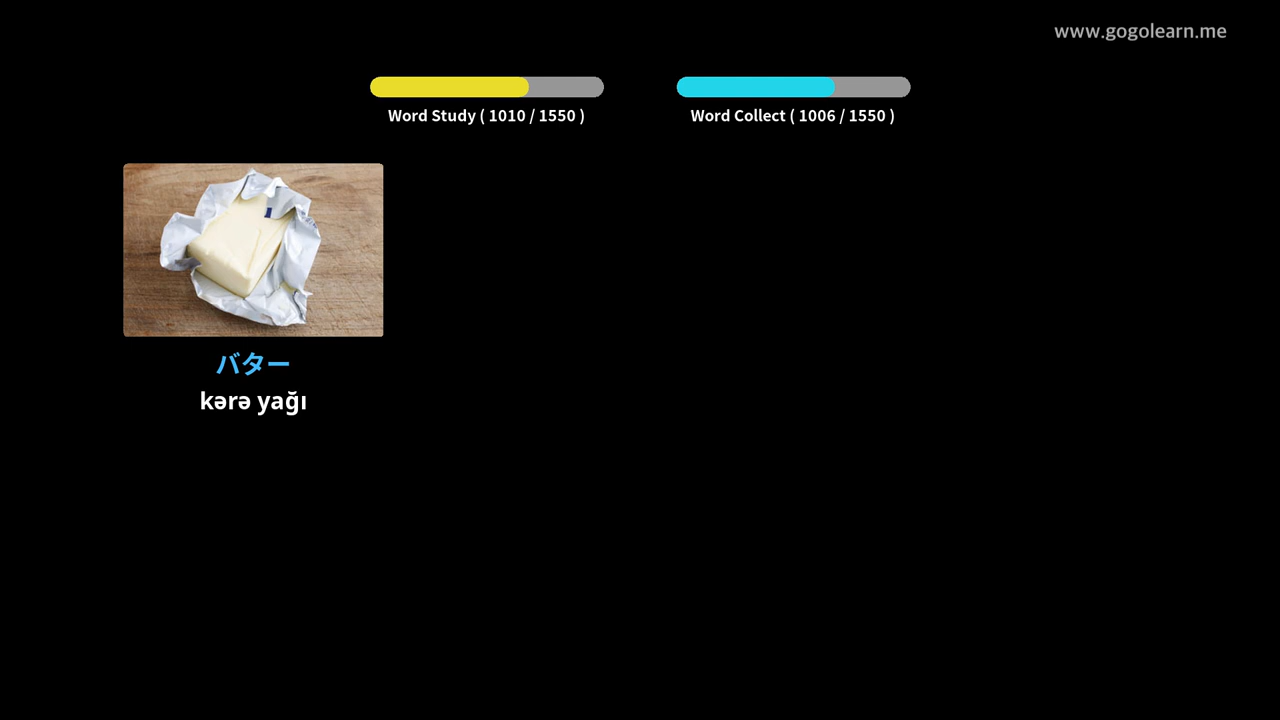 www.gogolearn.me
Word Study ( 1010 / 1550 )
Word Collect ( 1006 / 1550 )
バター
kərə yağı